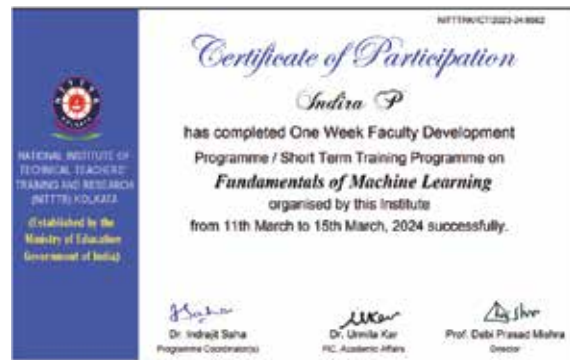 Certificate of Participation
Indira P
has completed One Week Faculty Development
Programme / Short Term Training Programme on
Fundamentals of Machine Learning
organised by this Institute
from 11th March to 15th March, 2024 successfully.
NATIONAL INSTITUTE OF
TECHNICAL TEACHERS'
TRAINING AND RESEARCH
(NITTTR) KOLKATA
(Established by the
Ministry of Education
Government of India)
Dr. Indrajit Saha
Programme Coordinator(s)
Dr. Urmila Kar
PIC, Academic Affairs
Prof. Debi Prasad Mishra
Director